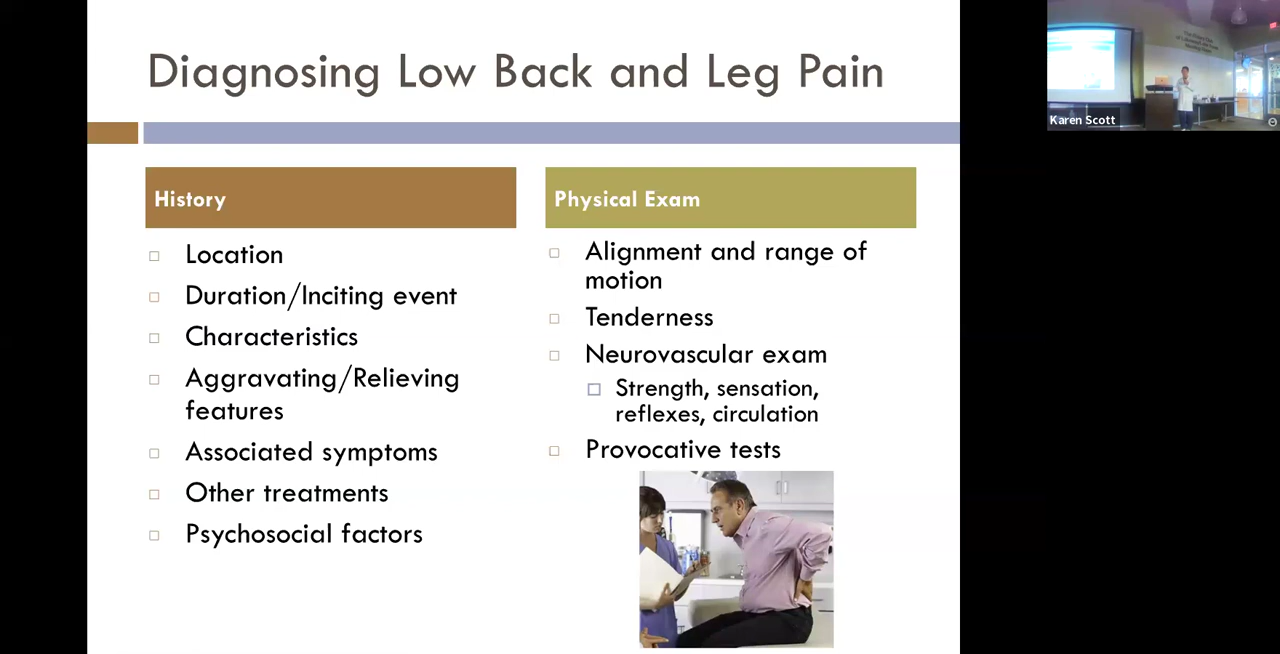 Diagnosing Low Back and Leg Pain
History
Location
Duration/Inciting event
Characteristics
Aggravating/Relieving
features
Associated symptoms
Other treatments
Psychosocial factors
Physical Exam
Alignment and range of
motion
Tenderness
Neurovascular exam
Strength, sensation,
reflexes, circulation
Provocative tests
Karen Scott